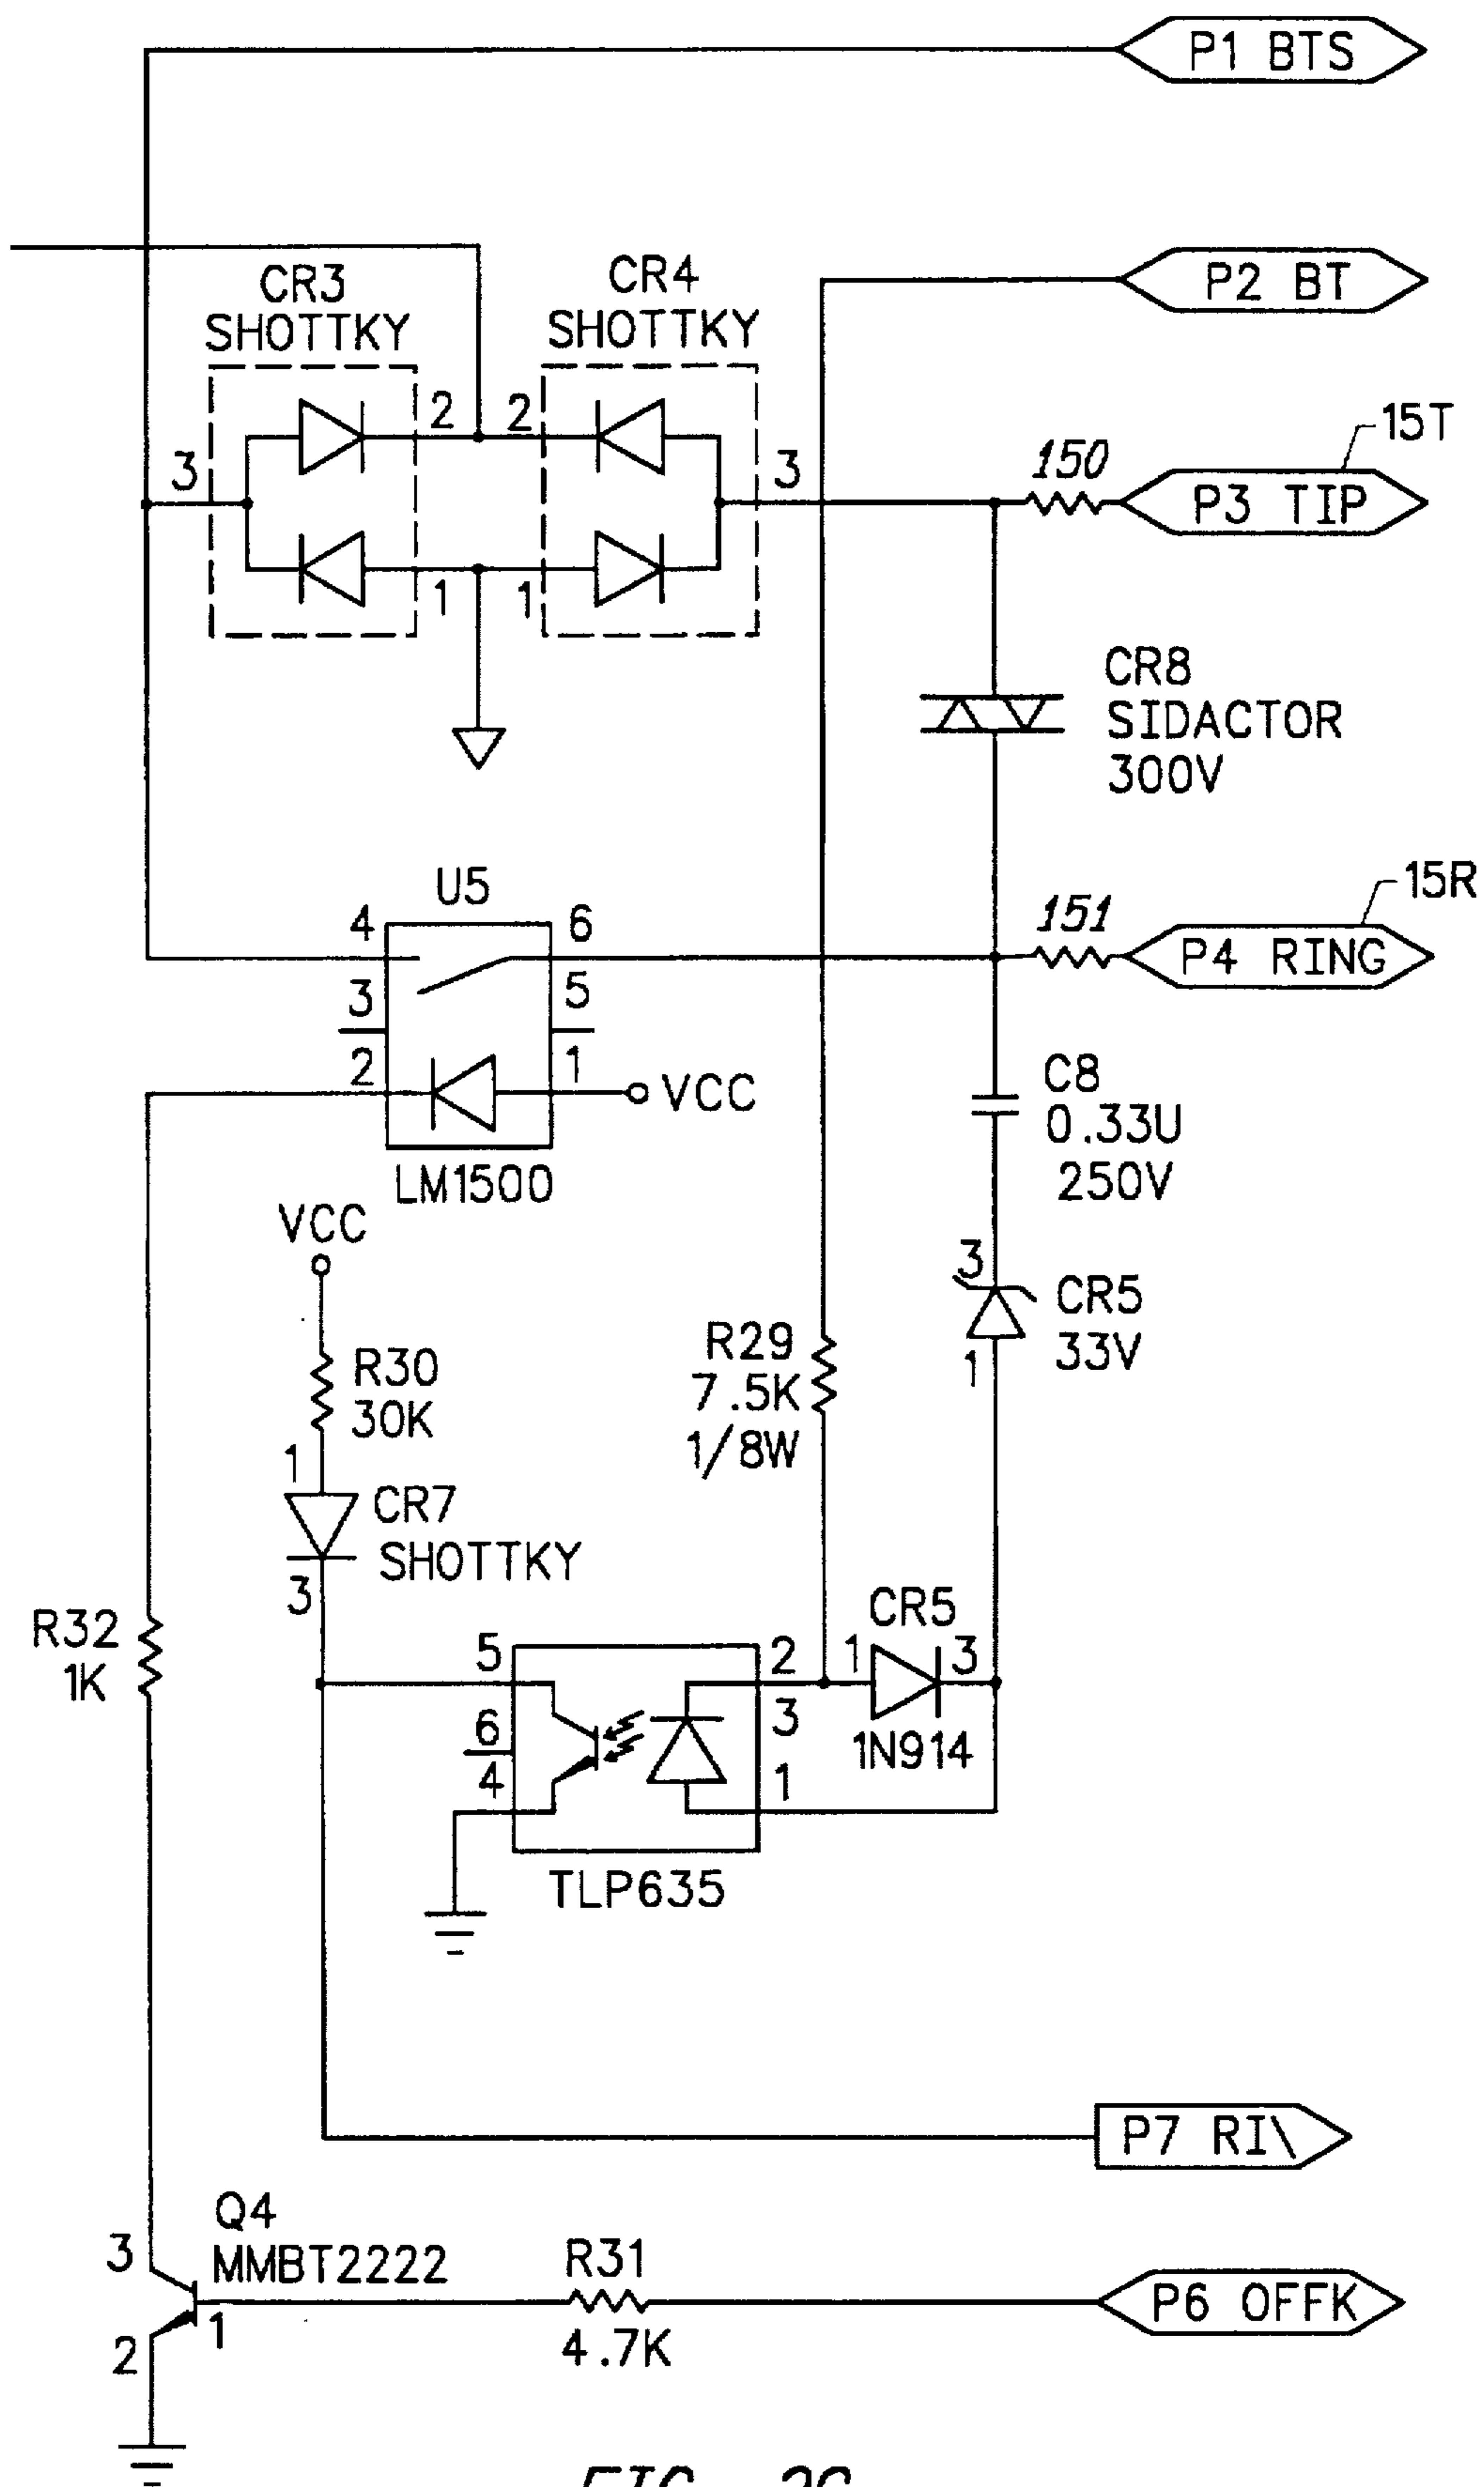 P1 BTS
CR3
SHOTTKY
CR4
SHOTTKY
P2 BT
15T
2
2
3
3
150
P3 TIP
1
1
CR8
SIDACTOR
300V
U5
15R
4
6
151
P4 RING
3
5
2
1
VCC
C8
0.33U
250V
LM1500
VCC
3
CR5
33V
1
R29
7.5K
1/8W
R30
30K
1
CR7
SHOTTKY
3
R32
1K
CR5
1
3
1N914
5
2
3
6
4
1
TLP635
P7 RI\
Q4
MMBT2222
3
1
2
R31
4.7K
P6 OFFK